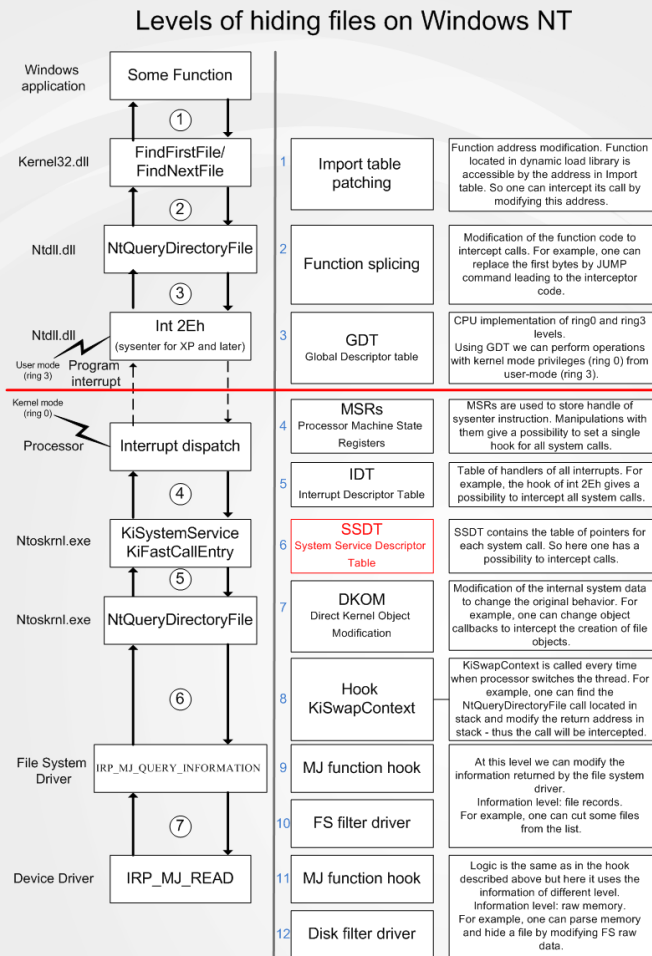 Levels of hiding files on Windows NT
Windows
application
Some Function
1
Kernel32.dll
FindFirstFile/
FindNextFile
2
Ntdll.dll
NtQueryDirectoryFile
3
Ntdll.dll
Int 2Eh
(sysenter for XP and later)
User mode
(ring 3)
Program
interrupt
Kernel mode
(ring 0)
Processor
Interrupt dispatch
4
Ntoskrnl.exe
KiSystemService
KiFastCallEntry
5
Ntoskrnl.exe
NtQueryDirectoryFile
6
File System
Driver
IRP_MJ_QUERY_INFORMATION
7
Device Driver
IRP_MJ_READ
1
Import table
patching
Function address modification. Function
located in dynamic load library is
accessible by the address in Import
table. So one can intercept its call by
modifying this address.
2
Function splicing
Modification of the function code to
intercept calls. For example, one can
replace the first bytes by JUMP
command leading to the interceptor
code.
3
GDT
Global Descriptor table
CPU implementation of ring0 and ring3
levels.
Using GDT we can perform operations
with kernel mode privileges (ring 0) from
user-mode (ring 3).
4
MSRs
Processor Machine State
Registers
MSRs are used to store handle of
sysenter instruction. Manipulations with
them give a possibility to set a single
hook for all system calls.
5
IDT
Interrupt Descriptor Table
Table of handlers of all interrupts. For
example, the hook of int 2Eh gives a
possibility to intercept all system calls.
6
SSDT
System Service Descriptor
Table
SSDT contains the table of pointers for
each system call. So here one has a
possibility to intercept calls.
7
DKOM
Direct Kernel Object
Modification
Modification of the internal system data
to change the original behavior. For
example, one can change object
callbacks to intercept the creation of file
objects.
8
Hook
KiSwapContext
KiSwapContext is called every time
when processor switches the thread. For
example, one can find the
NtQueryDirectoryFile call located in
stack and modify the return address in
stack - thus the call will be intercepted.
9
MJ function hook
10
FS filter driver
At this level we can modify the
information returned by the file system
driver.
Information level: file records.
For example, one can cut some files
from the list.
11
MJ function hook
12
Disk filter driver
Logic is the same as in the hook
described above but here it uses the
information of different level.
Information level: raw memory.
For example, one can parse memory
and hide a file by modifying FS raw
data.